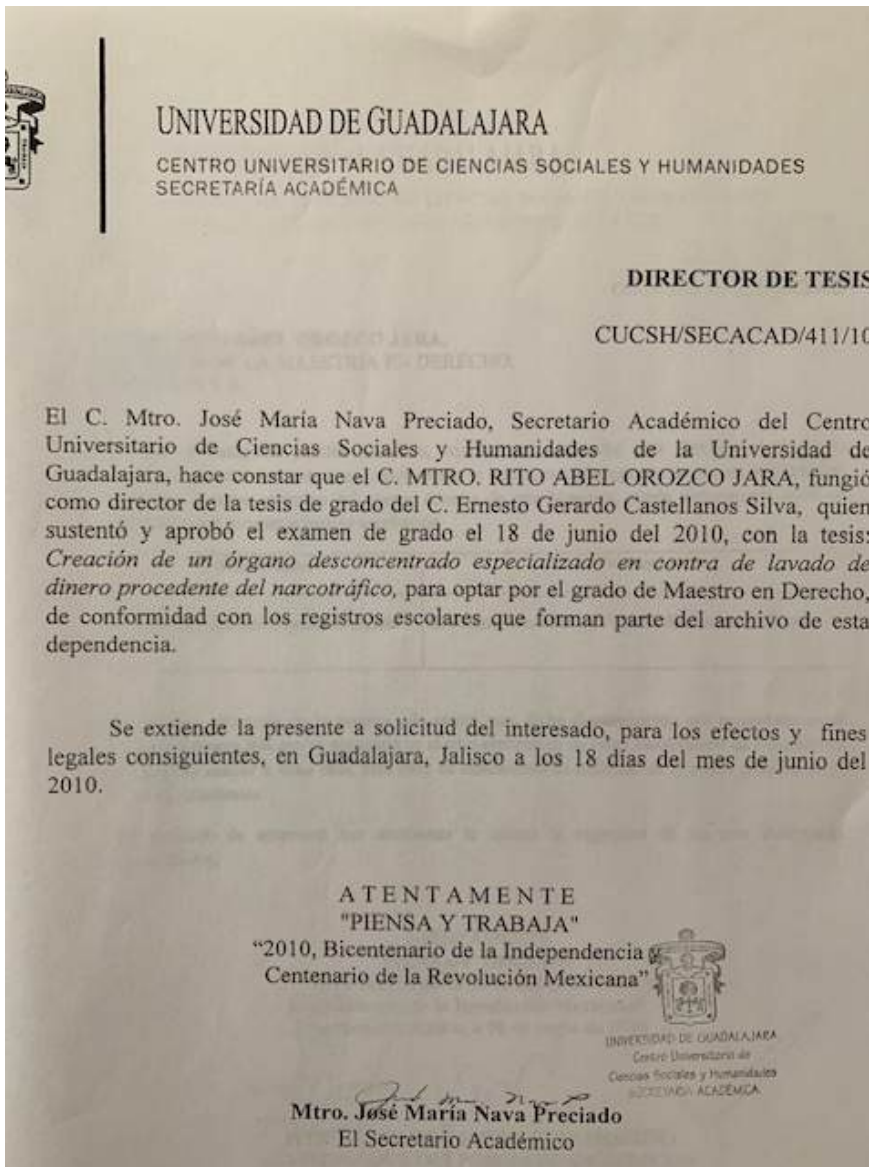 UNIVERSIDAD DE GUADALAJARA
CENTRO UNIVERSITARIO DE CIENCIAS SOCIALES Y HUMANIDADES
SECRETARÍA ACADÉMICA
DIRECTOR DE TESIS
CUCSH/SECACAD/411/10
El C. Mtro. José María Nava Preciado, Secretario Académico del Centro
Universitario de Ciencias Sociales y Humanidades de la Universidad de
Guadalajara, hace constar que el C. MTRO. RITO ABEL OROZCO JARA, fungió
como director de la tesis de grado del C. Ernesto Gerardo Castellanos Silva, quien
sustentó y aprobó el examen de grado el 18 de junio del 2010, con la tesis:
Creación de un órgano desconcentrado especializado en contra de lavado de
dinero procedente del narcotráfico, para optar por el grado de Maestro en Derecho,
de conformidad con los registros escolares que forman parte del archivo de esta
dependencia.
Se extiende la presente a solicitud del interesado, para los efectos y fines
legales consiguientes, en Guadalajara, Jalisco a los 18 días del mes de junio del
2010.
A T E N T A M E N T E
"PIENSA Y TRABAJA"
“2010, Bicentenario de la Independencia
Centenario de la Revolución Mexicana”
UNIVERSIDAD DE GUADALAJARA
Centro Universitario de
Ciencias Sociales y Humanidades
SECRETARÍA ACADÉMICA
Mtro. José María Nava Preciado
El Secretario Académico